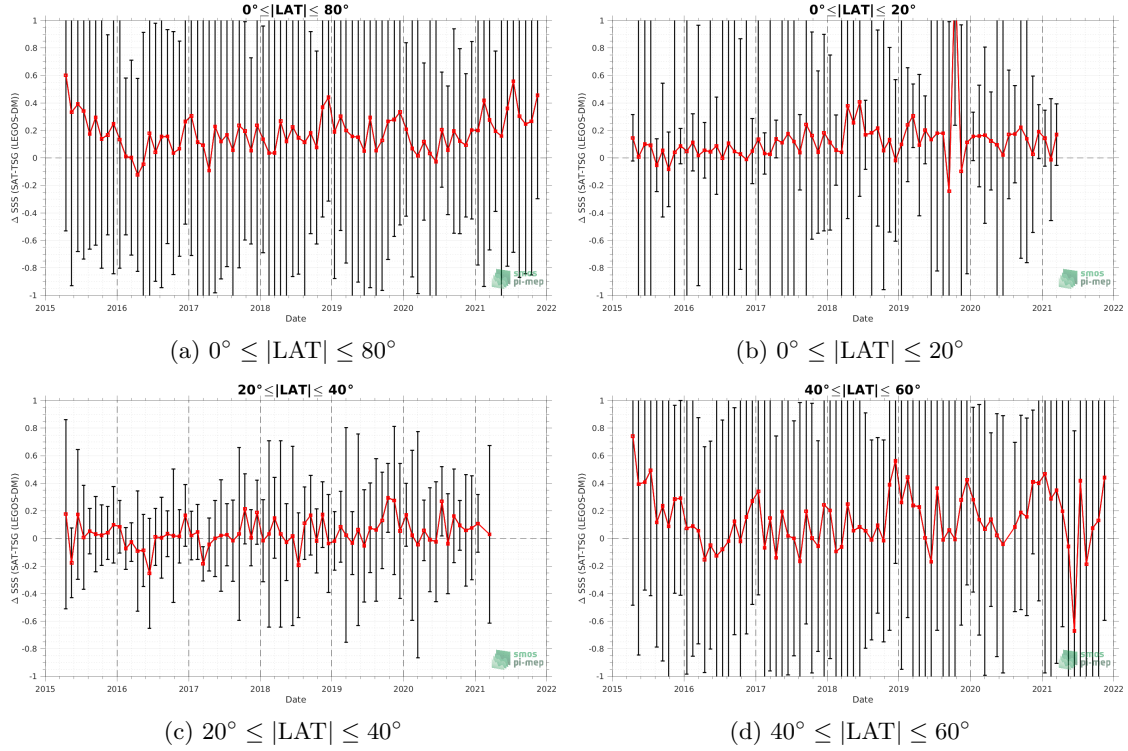 0°≤|LAT|≤ 80°
Δ SSS (SAT-TSG (LEGOS-DM))
1
0.8
0.6
0.4
0.2
0
-0.2
-0.4
-0.6
-0.8
-1
2015 2016 2017 2018 2019 2020 2021 2022
Date
smos
pi-mep
(a) 0° ≤ |LAT| ≤ 80°
0°≤|LAT|≤ 20°
Δ SSS (SAT-TSG (LEGOS-DM))
1
0.8
0.6
0.4
0.2
0
-0.2
-0.4
-0.6
-0.8
-1
2015 2016 2017 2018 2019 2020 2021 2022
Date
smos
pi-mep
(b) 0° ≤ |LAT| ≤ 20°
20°≤|LAT|≤ 40°
Δ SSS (SAT-TSG (LEGOS-DM))
1
0.8
0.6
0.4
0.2
0
-0.2
-0.4
-0.6
-0.8
-1
2015 2016 2017 2018 2019 2020 2021 2022
Date
smos
pi-mep
(c) 20° ≤ |LAT| ≤ 40°
40°≤|LAT|≤ 60°
Δ SSS (SAT-TSG (LEGOS-DM))
1
0.8
0.6
0.4
0.2
0
-0.2
-0.4
-0.6
-0.8
-1
2015 2016 2017 2018 2019 2020 2021 2022
Date
smos
pi-mep
(d) 40° ≤ |LAT| ≤ 60°